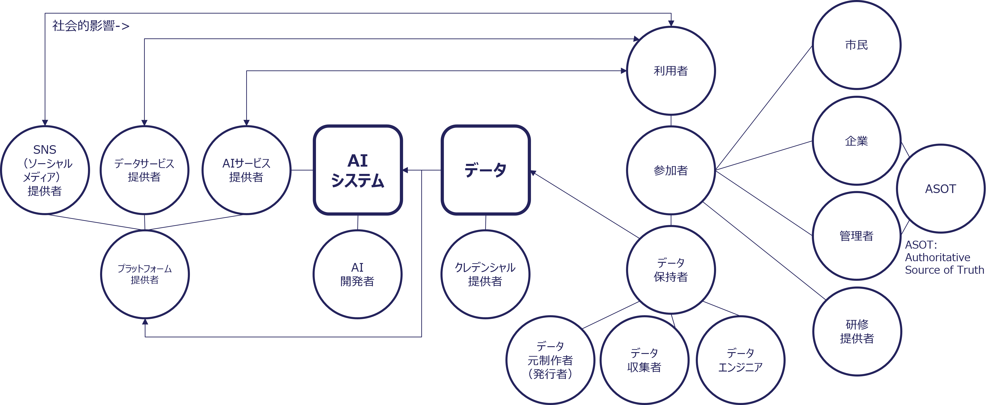 社会的影響->
利用者
市民
SNS
（ソーシャル
メディア）
提供者
データサービス
提供者
AIサービス
提供者
AI
システム
データ
参加者
企業
ASOT
管理者
ASOT：
Authoritative
Source of Truth
プラットフォーム
提供者
AI
開発者
クレデンシャル
提供者
データ
保持者
研修
提供者
データ
元制作者
（発行者）
データ
収集者
データ
エンジニア